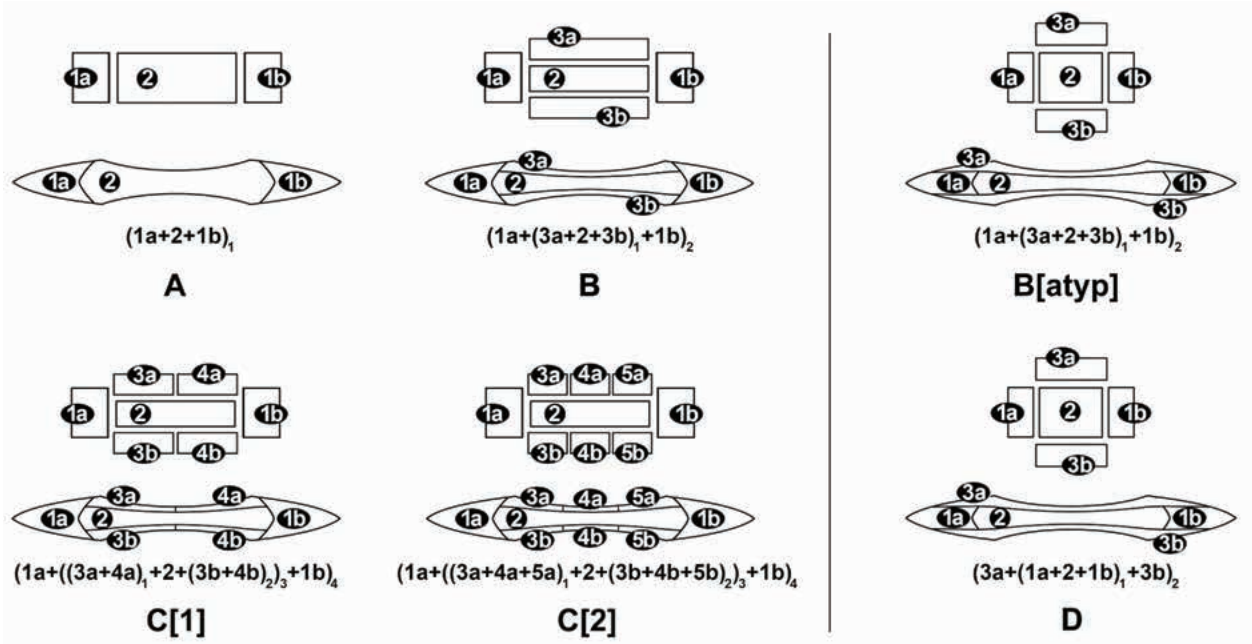 3a
1a 2 1b
3b
3a
1a 2 1b
3b
3a
1a 2 1b
3a
1a 2 1b
3b
3a
1a 2 1b
3b
(1a+2+1b)₁
(1a+(3a+2+3b)₁+1b)₂
(1a+(3a+2+3b)₁+1b)₂
A
B
B[atyp]
3a 4a
1a 2 1b
3b 4b
3a 4a 5a
1a 2 1b
3b 4b 5b
3a
1a 2 1b
3b
3a 4a
1a 2 1b
3b 4b
3a 4a 5a
1a 2 1b
3b 4b 5b
3a
1a 2 1b
3b
(1a+((3a+4a)₁+2+(3b+4b)₂)₃+1b)₄
(1a+((3a+4a+5a)₁+2+(3b+4b+5b)₂)₃+1b)₄
(3a+(1a+2+1b)₁+3b)₂
C[1]
C[2]
D